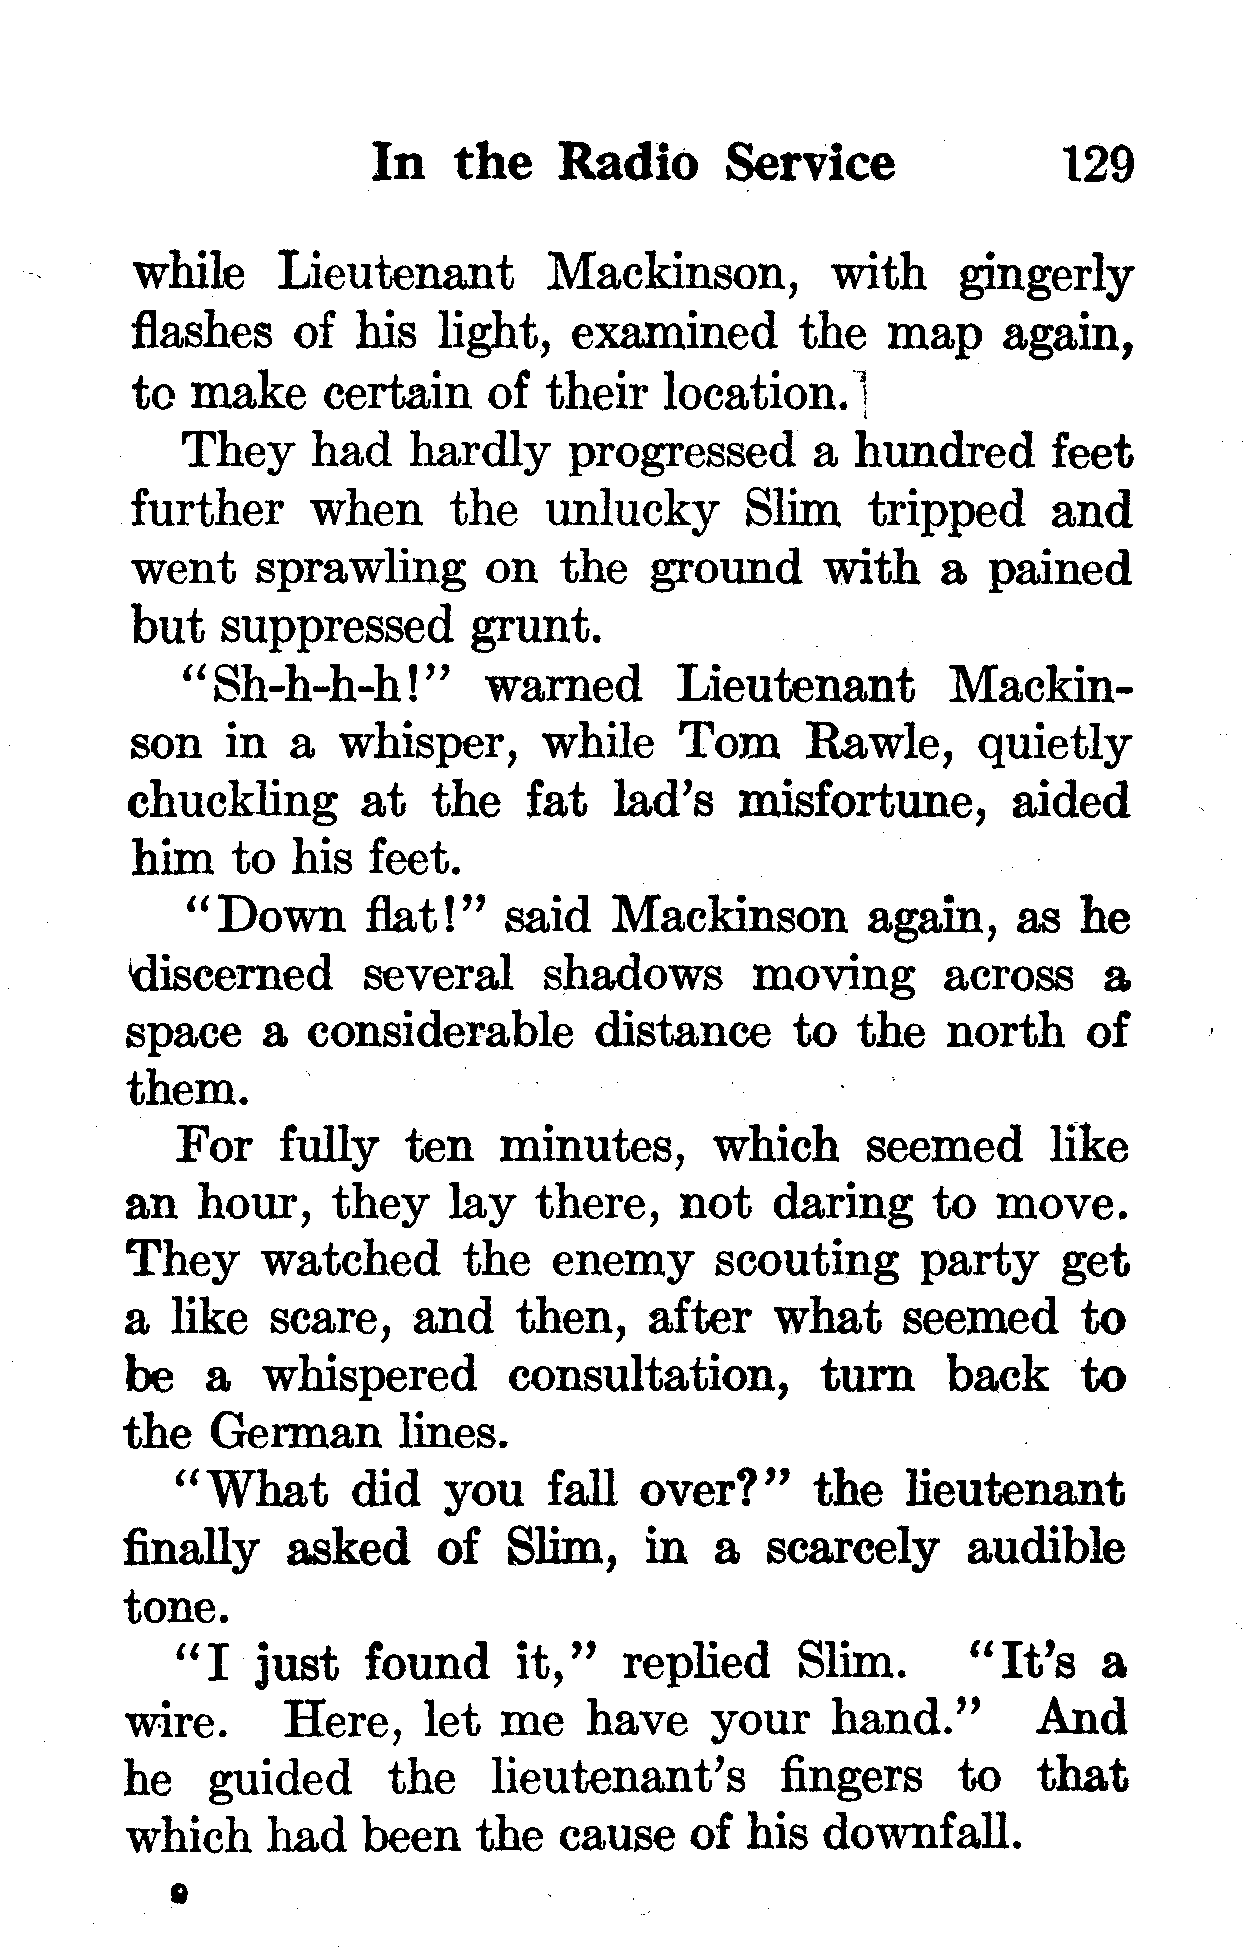 In the Radio Service 129
while Lieutenant Mackinson, with gingerly
flashes of his light, examined the map again,
to make certain of their location.
They had hardly progressed a hundred feet
further when the unlucky Slim tripped and
went sprawling on the ground with a pained
but suppressed grunt.
"Sh-h-h-h!" warned Lieutenant Mackin-
son in a whisper, while Tom Rawle, quietly
chuckling at the fat lad's misfortune, aided
him to his feet.
"Down flat!" said Mackinson again, as he
discerned several shadows moving across a
space a considerable distance to the north of
them.
For fully ten minutes, which seemed like
an hour, they lay there, not daring to move.
They watched the enemy scouting party get
a like scare, and then, after what seemed to
be a whispered consultation, turn back to
the German lines.
"What did you fall over?" the lieutenant
finally asked of Slim, in a scarcely audible
tone.
"I just found it," replied Slim. "It's a
wire. Here, let me have your hand." And
he guided the lieutenant's fingers to that
which had been the cause of his downfall.
9